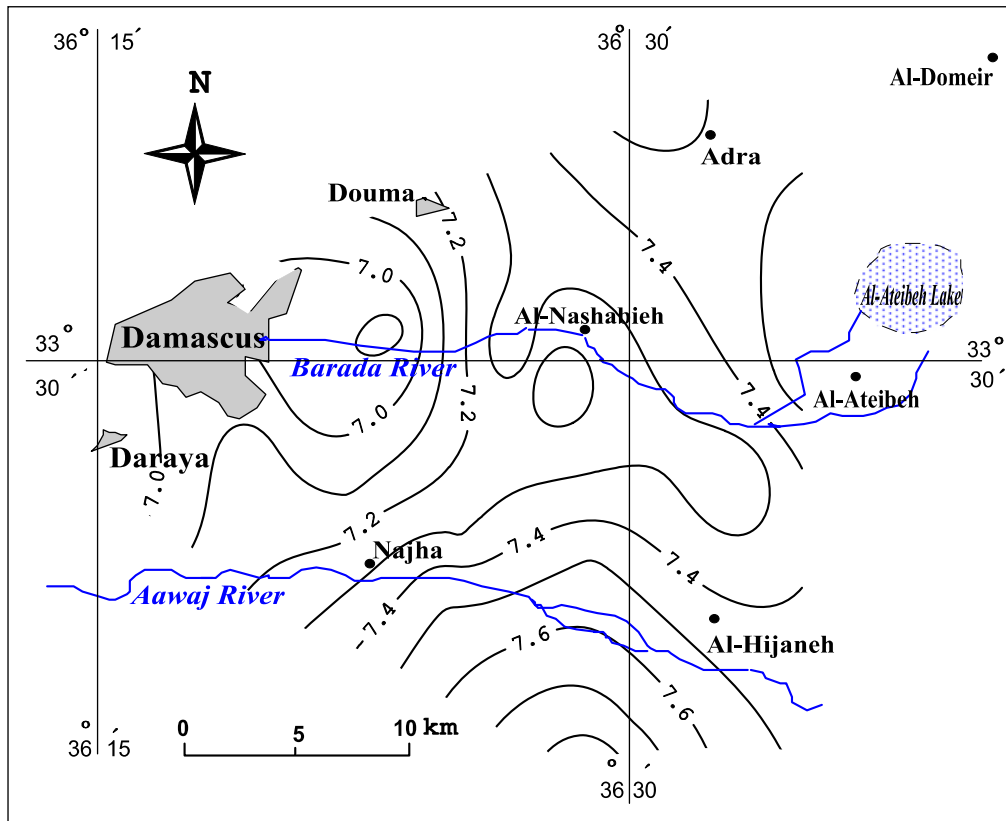 36° 15´
36° 30´
Al-Domeir
N
Adra
Douma
7.2
7.0
7.4
Al-Ateibeh Lake
Al-Nashabieh
Damascus
33°
30´´
33°
30´
Barada River
Al-Ateibeh
7.4
7.2
7.0
Daraya
7.0
7.2
Najha
7.4
7.4
Aawaj River
-7.4
7.6
Al-Hijaneh
7.6
0
5
10 km
36° 15´
36° 30´